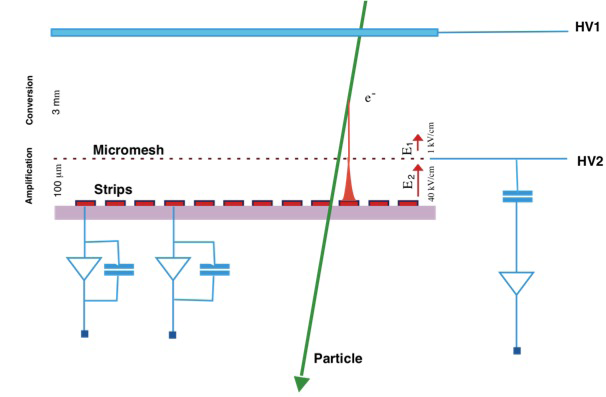 HV1
Conversion
3 mm
e⁻
Micromesh
E₁
1 kV/cm
HV2
Amplification
100 µm
Strips
E₂
40 kV/cm
Particle